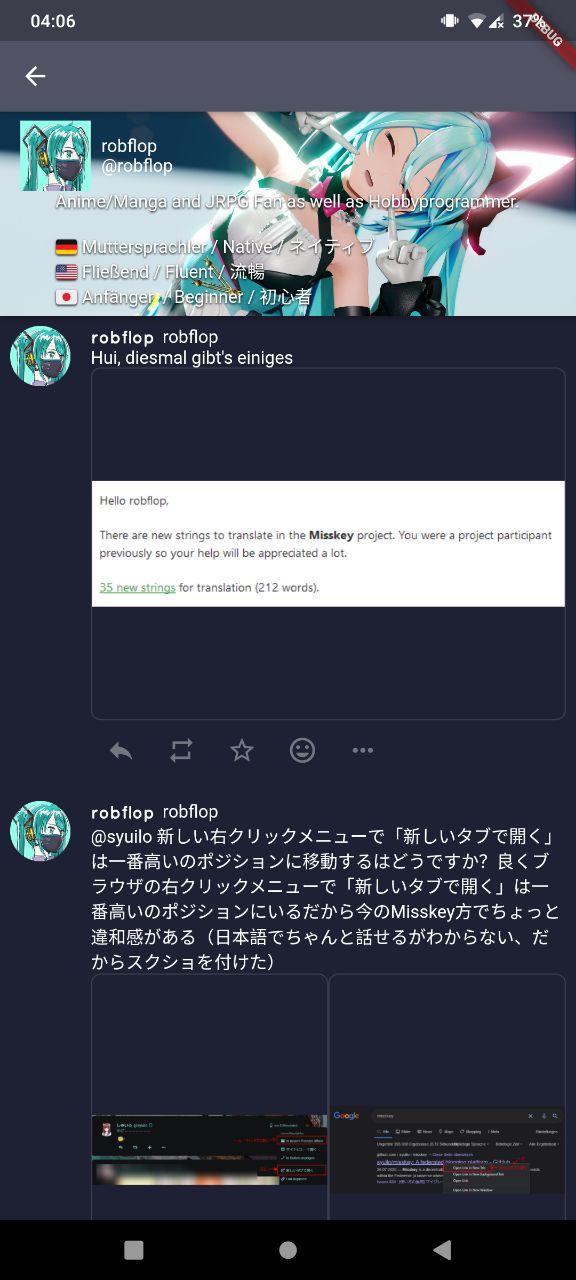 04:06
37%
DEBUG
robflop
@robflop
Anime/Manga and JRPG Fan as well as Hobbyprogrammer.
🇩🇪 Muttersprachler / Native / ネイティブ
🇺🇸 Fließend / Fluent / 流暢
🇯🇵 Anfänger / Beginner / 初心者
robflop robflop
Hui, diesmal gibt's einiges
Hello robflop,
There are new strings to translate in the Misskey project. You were a project participant
previously so your help will be appreciated a lot.
35 new strings for translation (212 words).
robflop robflop
@syuilo 新しい右クリックメニューで「新しいタブで開く」
は一番高いのポジションに移動するはどうですか？良くブ
ラウザの右クリックメニューで「新しいタブで開く」は一
番高いのポジションにいるだから今のMisskey方でちょっと
違和感がある（日本語でちゃんと話せるがわからない、だ
からスクショを付けた）
Google
misskey
Open Link in New Tab
Open Link in New Window